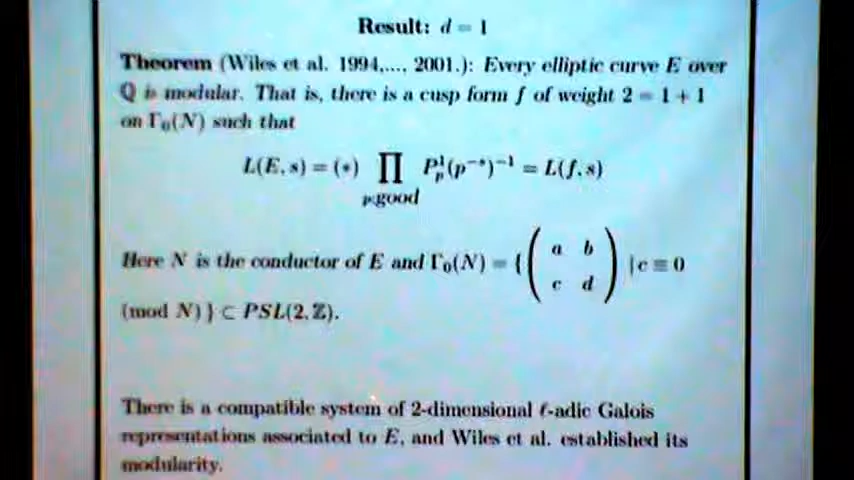 Result: d = 1
Theorem (Wiles et al. 1994,..., 2001.): Every elliptic curve E over
ℚ is modular. That is, there is a cusp form f of weight 2 = 1 + 1
on Γ₀(N) such that
L(E, s) = (*) ∏ P¹ₚ(p⁻ˢ)⁻¹ = L(f, s)
p:good
Here N is the conductor of E and Γ₀(N) = { ( a b
c d ) | c ≡ 0
(mod N) } ⊂ PSL(2, ℤ).
There is a compatible system of 2-dimensional ℓ-adic Galois
representations associated to E, and Wiles et al. established its
modularity.